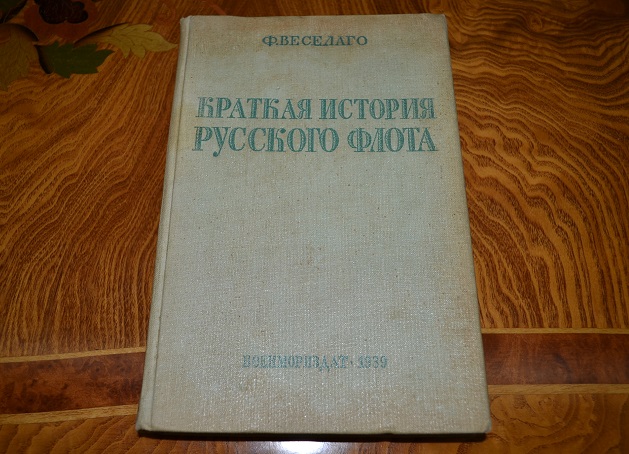 Ф. ВЕСЕЛАГО
КРАТКАЯ ИСТОРИЯ
РУССКОГО ФЛОТА
ВОЕНМОРИЗДАТ • 1939